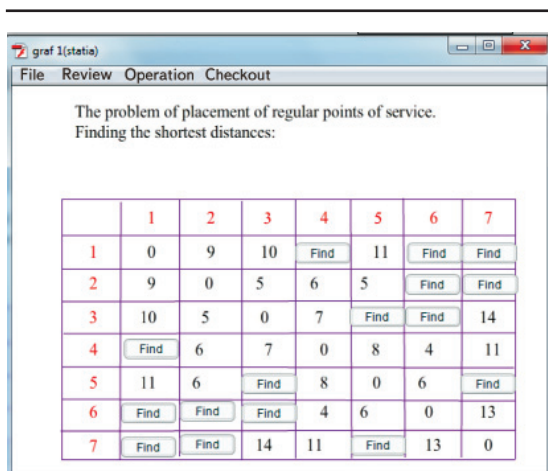 graf 1(statia)
File Review Operation Checkout
The problem of placement of regular points of service.
Finding the shortest distances:
1 2 3 4 5 6 7
1 0 9 10 Find 11 Find Find
2 9 0 5 6 5 Find Find
3 10 5 0 7 Find Find 14
4 Find 6 7 0 8 4 11
5 11 6 Find 8 0 6 Find
6 Find Find Find 4 6 0 13
7 Find Find 14 11 Find 13 0